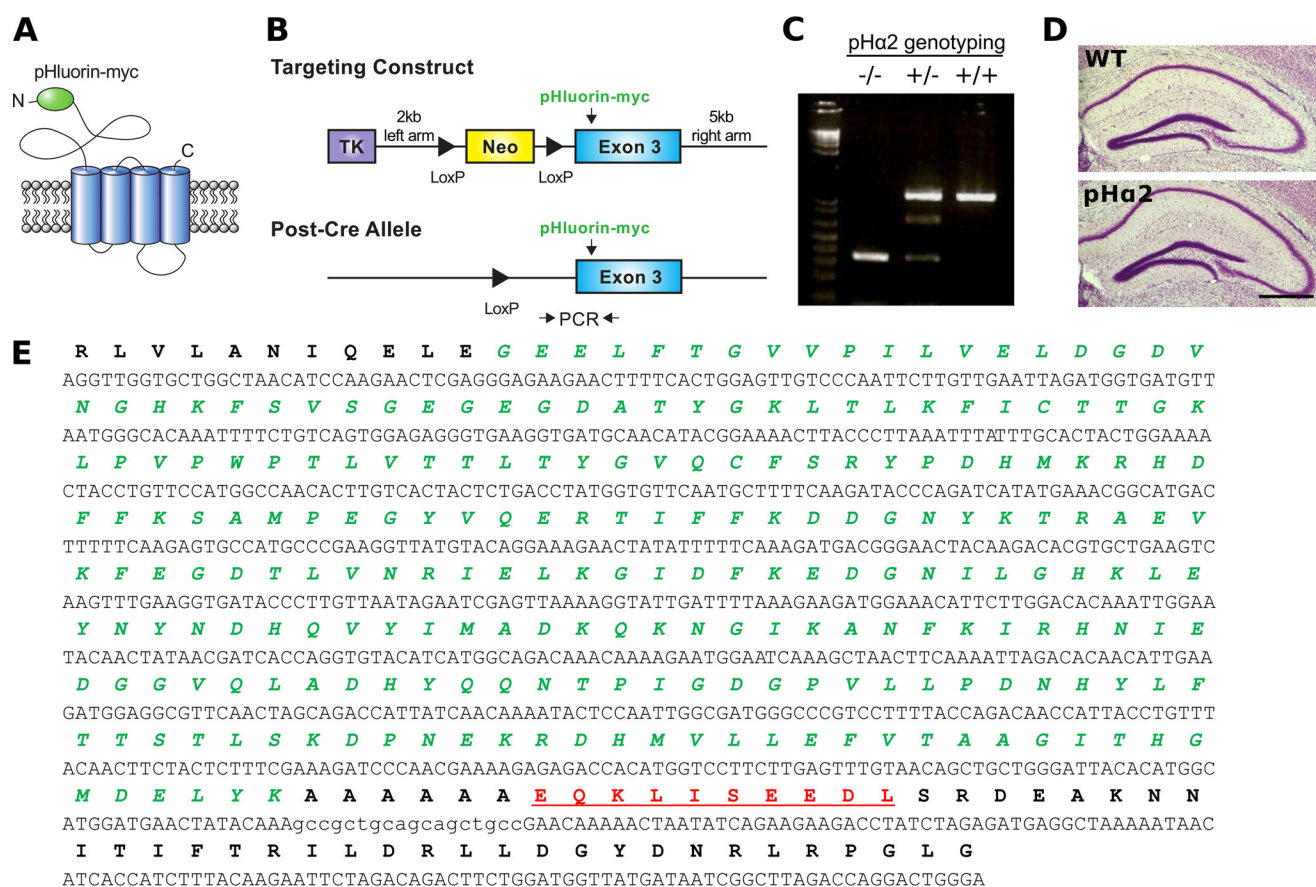 A
pHluorin-myc
N
C
B
Targeting Construct
pHluorin-myc
TK
2kb
left arm
LoxP
Neo
LoxP
Exon 3
5kb
right arm
Post-Cre Allele
pHluorin-myc
LoxP
Exon 3
PCR
C
pHα2 genotyping
-/- +/- +/+
D
WT
pHα2
E
R L V L A N I Q E L E G E E L F T G V V P I L V E L D G D V
AGGTTGGTGCTGGCTAACATCCAAGAACTCGAGGGAGAAGAACTTTTCACTGGAGTTGTCCCAATTCTTGTTGAATTAGATGGTGATGTT
N G H K F S V S G E G E G D A T Y G K L T L K F I C T T G K
AATGGGCACAAATTTTCTGTCAGTGGAGAGGGTGAAGGTGATGCAACATACGGAAAACTTACCCTTAAATTTATTTGCACTACTGGAAAA
L P V P W P T L V T T L T Y G V Q C F S R Y P D H M K R H D
CTACCTGTTCCATGGCCAACACTTGTCACTACTCTGACCTATGGTGTTCAATGCTTTTCAAGATACCCAGATCATATGAAACGGCATGAC
F F K S A M P E G Y V Q E R T I F F K D D G N Y K T R A E V
TTTTTCAAGAGTGCCATGCCCGAAGGTTATGTACAGGAAAGAACTATATTTTTCAAAGATGACGGGAACTACAAGACACGTGCTGAAGTC
K F E G D T L V N R I E L K G I D F K E D G N I L G H K L E
AAGTTTGAAGGTGATACCCTTGTTAATAGAATCGAGTTAAAAGGTATTGATTTTAAAGAAGATGGAAACATTCTTGGACACAAATTGGAA
Y N Y N D H Q V Y I M A D K Q K N G I K A N F K I R H N I E
TACAACTATAACGATCACCAGGTGTACATCATGGCAGACAAACAAAAGAATGGAATCAAAGCTAACTTCAAAATTAGACACAACATTGAA
D G G V Q L A D H Y Q Q N T P I G D G P V L L P D N H Y L F
GATGGAGGCGTTCAACTAGCAGACCATTATCAACAAAATACTCCAATTGGCGATGGGCCCGTCCTTTTACCAGACAACCATTACCTGTTT
T T S T L S K D P N E K R D H M V L L E F V T A A G I T H G
ACAACTTCTACTCTTTCGAAAGATCCCAACGAAAAGAGAGACCACATGGTCCTTCTTGAGTTTGTAACAGCTGCTGGGATTACACATGGC
M D E L Y K A A A A A A E Q K L I S E E D L S R D E A K N N
ATGGATGAACTATACAAAgccgctgcagcagctgccGAACAAAAACTAATATCAGAAGAAGACCTATCTAGAGATGAGGCTAAAAATAAC
I T I F T R I L D R L L D G Y D N R L R P G L G
ATCACCATCTTTACAAGAATTCTAGACAGACTTCTGGATGGTTATGATAATCGGCTTAGACCAGGACTGGGA